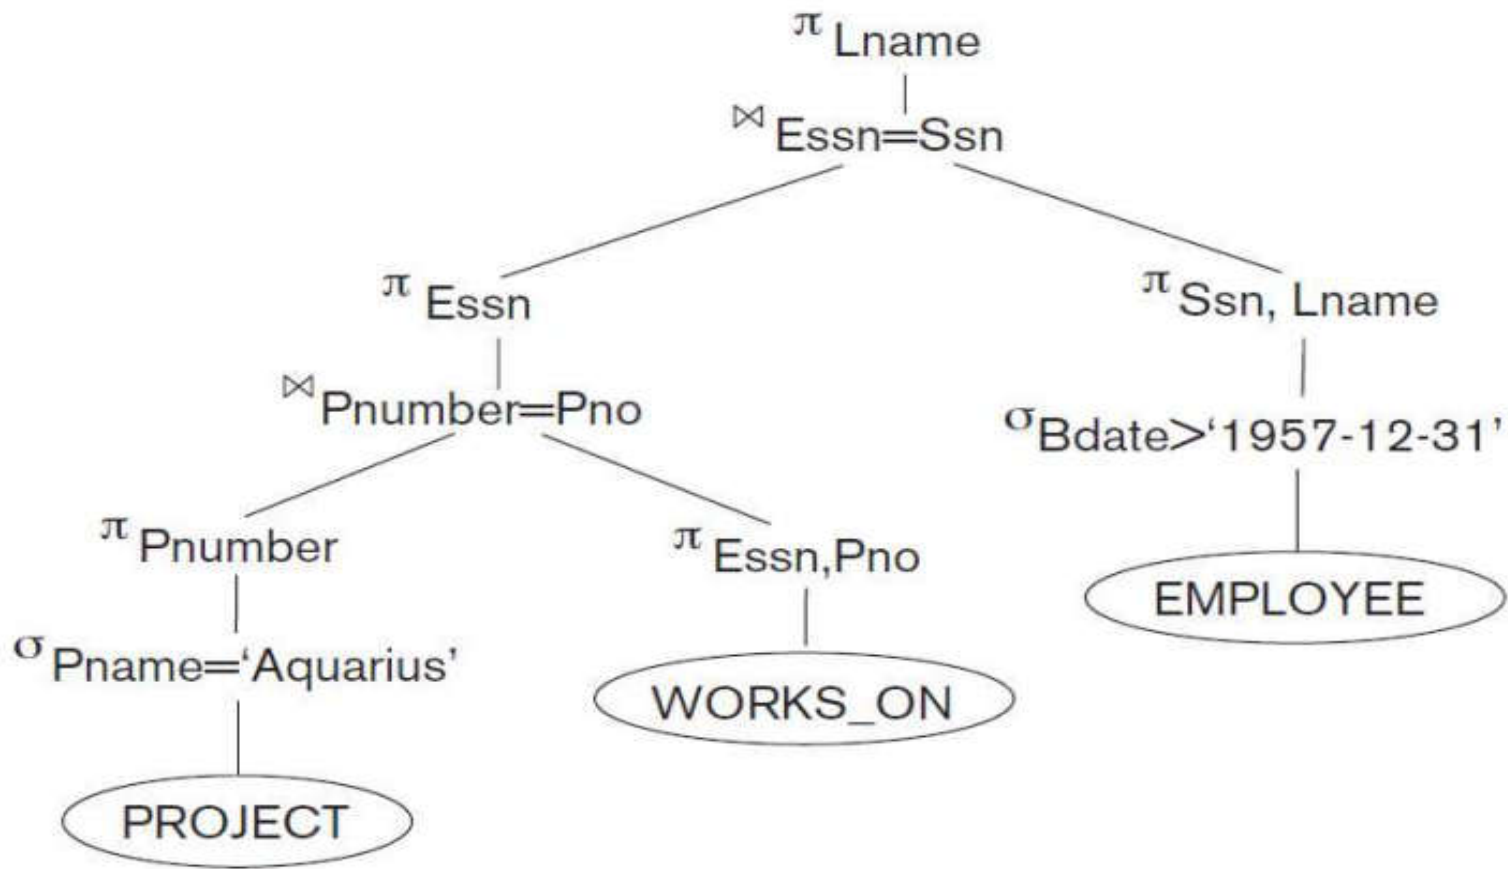 π Lname
⋈ Essn=Ssn
π Essn
π Ssn, Lname
⋈ Pnumber=Pno
σ Bdate>‘1957-12-31’
π Pnumber
π Essn,Pno
EMPLOYEE
σ Pname=‘Aquarius’
WORKS_ON
PROJECT